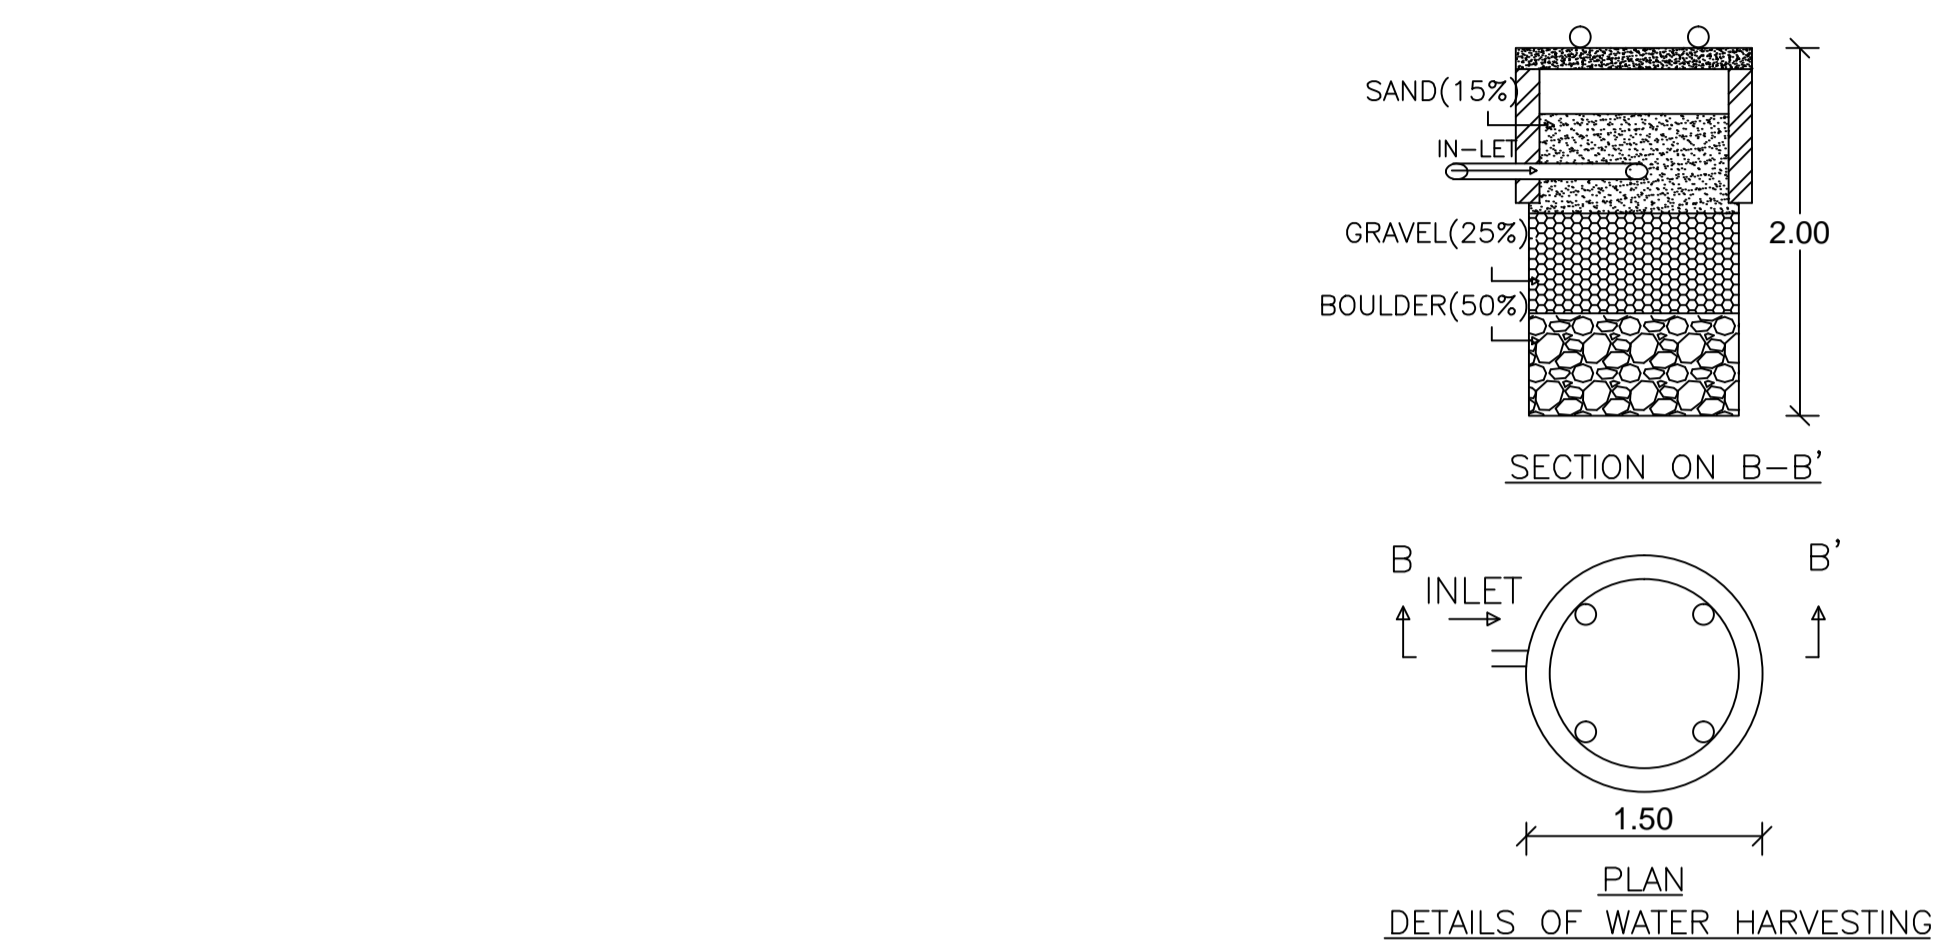 SAND(15%)
IN-LET
GRAVEL(25%)
2.00
BOULDER(50%)
SECTION ON B-B'
B
B'
INLET
1.50
PLAN
DETAILS OF WATER HARVESTING